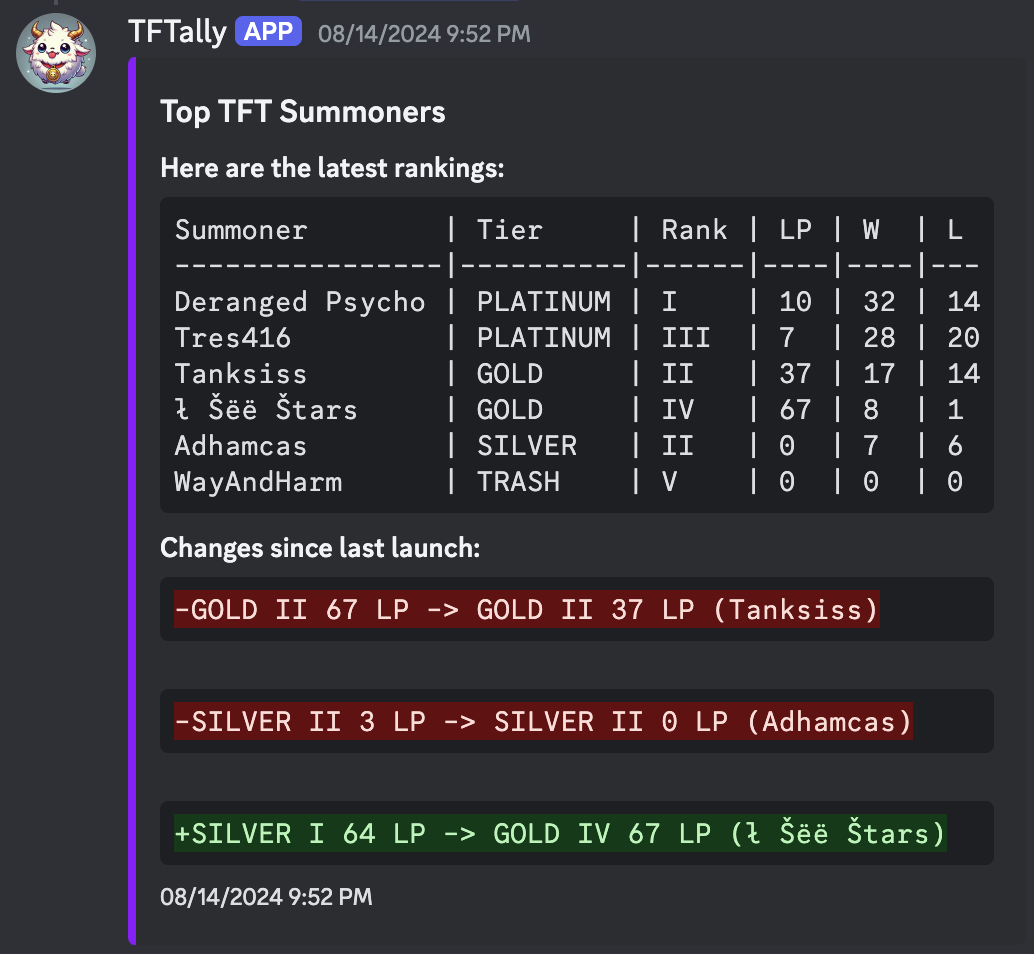 TFTally APP 08/14/2024 9:52 PM
Top TFT Summoners
Here are the latest rankings:
Summoner        | Tier     | Rank | LP | W  | L
----------------|----------|------|----|----|---
Deranged Psycho | PLATINUM | I    | 10 | 32 | 14
Tres416         | PLATINUM | III  | 7  | 28 | 20
Tanksiss        | GOLD     | II   | 37 | 17 | 14
ł Šëë Štars     | GOLD     | IV   | 67 | 8  | 1
Adhamcas        | SILVER   | II   | 0  | 7  | 6
WayAndHarm      | TRASH    | V    | 0  | 0  | 0
Changes since last launch:
-GOLD II 67 LP -> GOLD II 37 LP (Tanksiss)
-SILVER II 3 LP -> SILVER II 0 LP (Adhamcas)
+SILVER I 64 LP -> GOLD IV 67 LP (ł Šëë Štars)
08/14/2024 9:52 PM